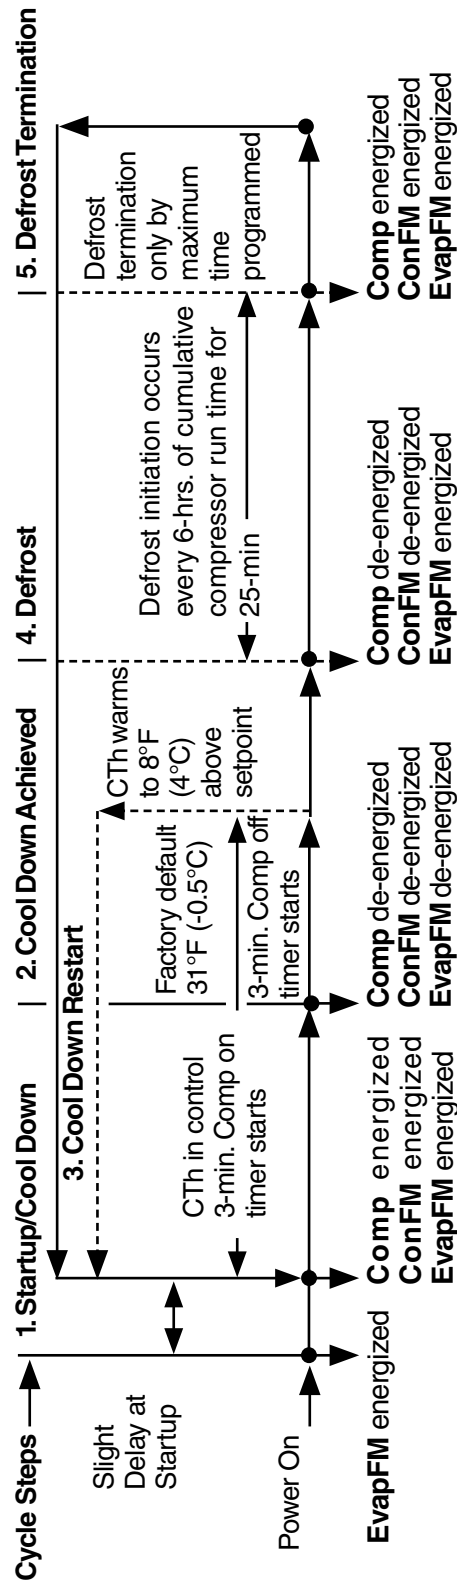 Cycle Steps
1. Startup/Cool Down
2. Cool Down Achieved
4. Defrost
5. Defrost Termination
3. Cool Down Restart
Slight
Delay at
Startup
CTh in control
3-min. Comp on
timer starts
Factory default
31°F (-0.5°C)
3-min. Comp off
timer starts
CTh warms
to 8°F
(4°C)
above
setpoint
Defrost initiation occurs
every 6-hrs. of cumulative
compressor run time for
25-min
Defrost
termination
only by
maximum
time
programmed
Power On
EvapFM energized
Comp energized
ConFM energized
EvapFM energized
Comp de-energized
ConFM de-energized
EvapFM de-energized
Comp de-energized
ConFM de-energized
EvapFM energized
Comp energized
ConFM energized
EvapFM energized